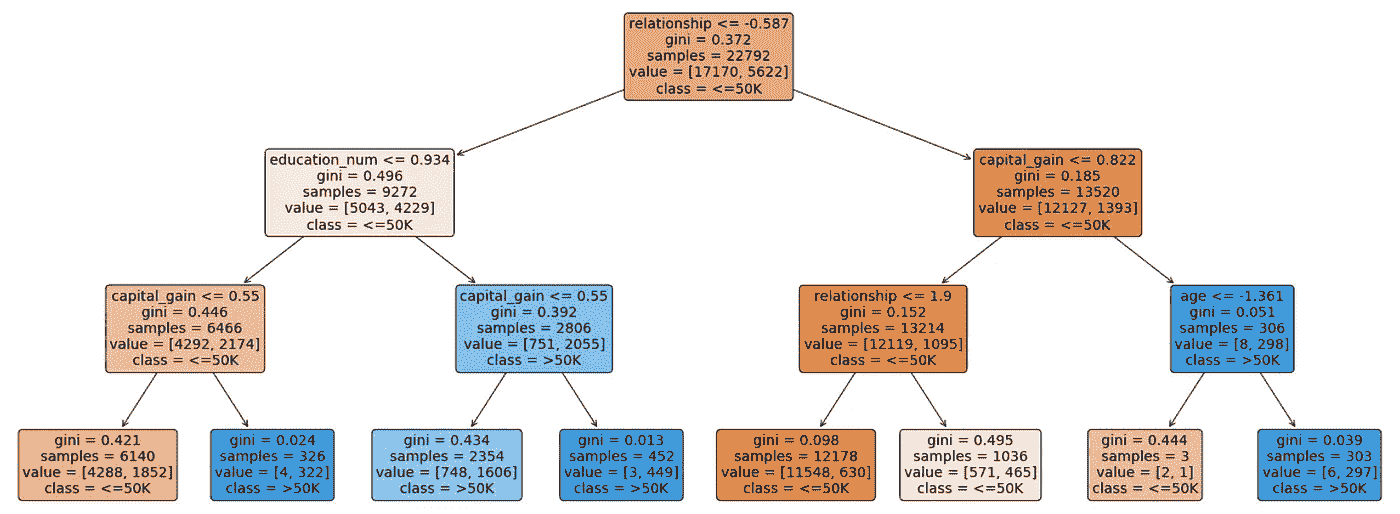 relationship <= -0.587
gini = 0.372
samples = 22792
value = [17170, 5622]
class = <=50K
education_num <= 0.934
gini = 0.496
samples = 9272
value = [5043, 4229]
class = <=50K
capital_gain <= 0.822
gini = 0.185
samples = 13520
value = [12127, 1393]
class = <=50K
capital_gain <= 0.55
gini = 0.446
samples = 6466
value = [4292, 2174]
class = <=50K
capital_gain <= 0.55
gini = 0.392
samples = 2806
value = [751, 2055]
class = >50K
relationship <= 1.9
gini = 0.152
samples = 13214
value = [12119, 1095]
class = <=50K
age <= -1.361
gini = 0.051
samples = 306
value = [8, 298]
class = >50K
gini = 0.421
samples = 6140
value = [4288, 1852]
class = <=50K
gini = 0.024
samples = 326
value = [4, 322]
class = >50K
gini = 0.434
samples = 2354
value = [748, 1606]
class = >50K
gini = 0.013
samples = 452
value = [3, 449]
class = >50K
gini = 0.098
samples = 12178
value = [11548, 630]
class = <=50K
gini = 0.495
samples = 1036
value = [571, 465]
class = <=50K
gini = 0.444
samples = 3
value = [2, 1]
class = <=50K
gini = 0.039
samples = 303
value = [6, 297]
class = >50K